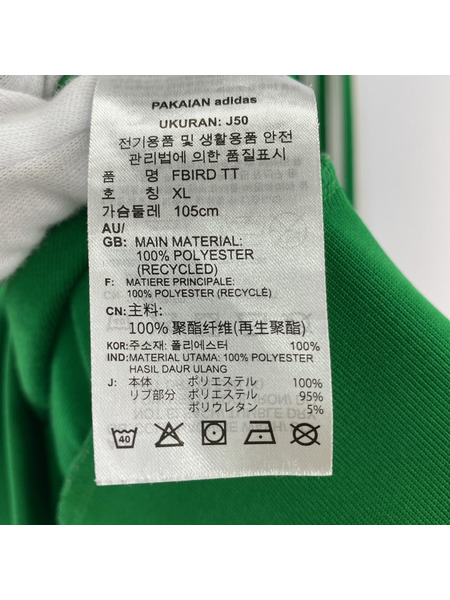 PAKAIAN adidas
UKURAN: J50
전기용품 및 생활용품 안전
관리법에 의한 품질표시
품 명 FBIRD TT
호 칭 XL
가슴둘레 105cm
AU/
GB: MAIN MATERIAL:
100% POLYESTER
(RECYCLED)
F: MATIERE PRINCIPALE:
100% POLYESTER (RECYCLÉ)
CN: 主料:
100% 聚酯纤维(再生聚酯)
KOR: 주소재: 폴리에스터 100%
IND: MATERIAL UTAMA: 100% POLYESTER
HASIL DAUR ULANG
J: 本体 ポリエステル 100%
リブ部分 ポリエステル 95%
ポリウレタン 5%
40